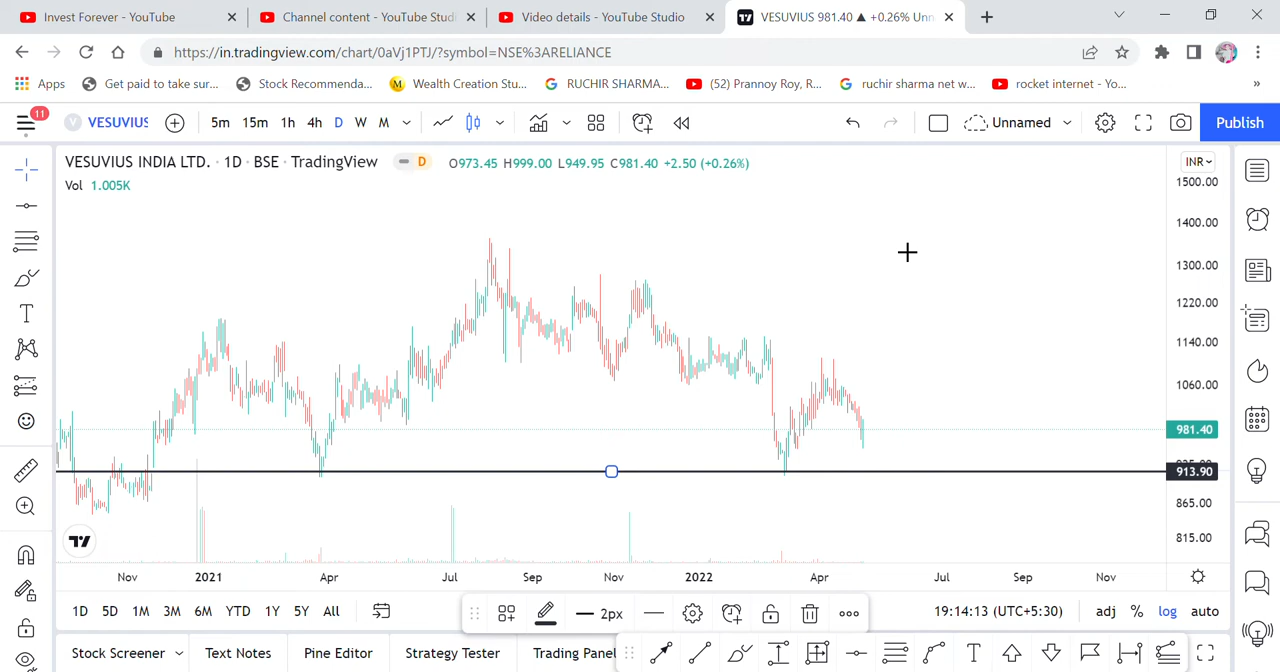 Invest Forever - YouTube
Channel content - YouTube Studi
Video details - YouTube Studio
VESUVIUS 981.40 ▲ +0.26% Unn
https://in.tradingview.com/chart/0aVj1PTJ/?symbol=NSE%3ARELIANCE
Apps
Get paid to take sur...
Stock Recommenda...
M Wealth Creation Stu...
RUCHIR SHARMA...
(52) Prannoy Roy, R...
ruchir sharma net w...
rocket internet - Yo...
»
11
V VESUVIUS
5m 15m 1h 4h D W M
Unnamed
Publish
VESUVIUS INDIA LTD. · 1D · BSE · TradingView
D
O973.45 H999.00 L949.95 C981.40 +2.50 (+0.26%)
Vol 1.005K
INR
1500.00
1400.00
1300.00
1220.00
1140.00
1060.00
981.40
913.90
865.00
815.00
Nov 2021 Apr Jul Sep Nov 2022 Apr Jul Sep Nov
1D 5D 1M 3M 6M YTD 1Y 5Y All
2px
19:14:13 (UTC+5:30)
adj % log auto
Stock Screener
Text Notes
Pine Editor
Strategy Tester
Trading Panel